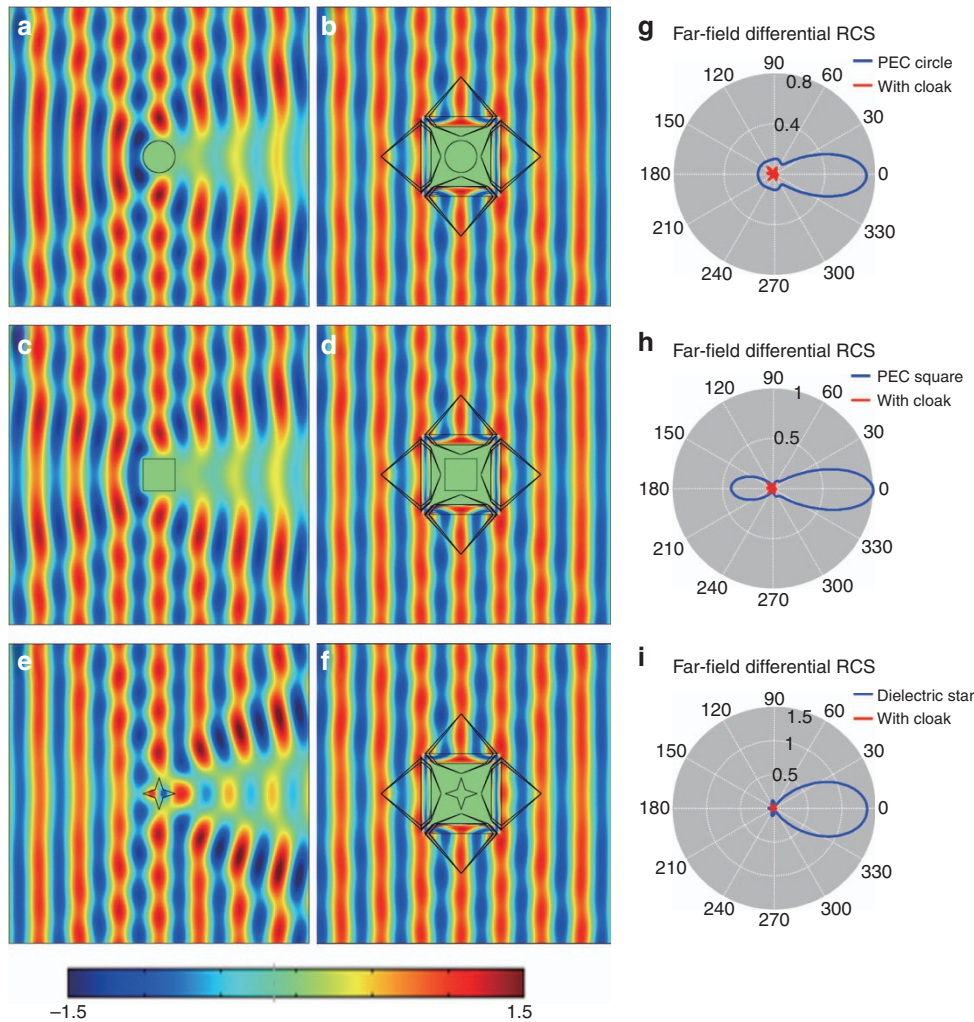 a
b
c
d
e
f
−1.5
1.5
g
Far-field differential RCS
PEC circle
With cloak
90
120
60
0.8
150
0.4
30
180
0
210
330
240
300
270
h
Far-field differential RCS
PEC square
With cloak
90
120
1
60
150
0.5
30
180
0
210
330
240
300
270
i
Far-field differential RCS
Dielectric star
With cloak
90
120
1.5
60
1
150
30
0.5
180
0
210
330
240
300
270